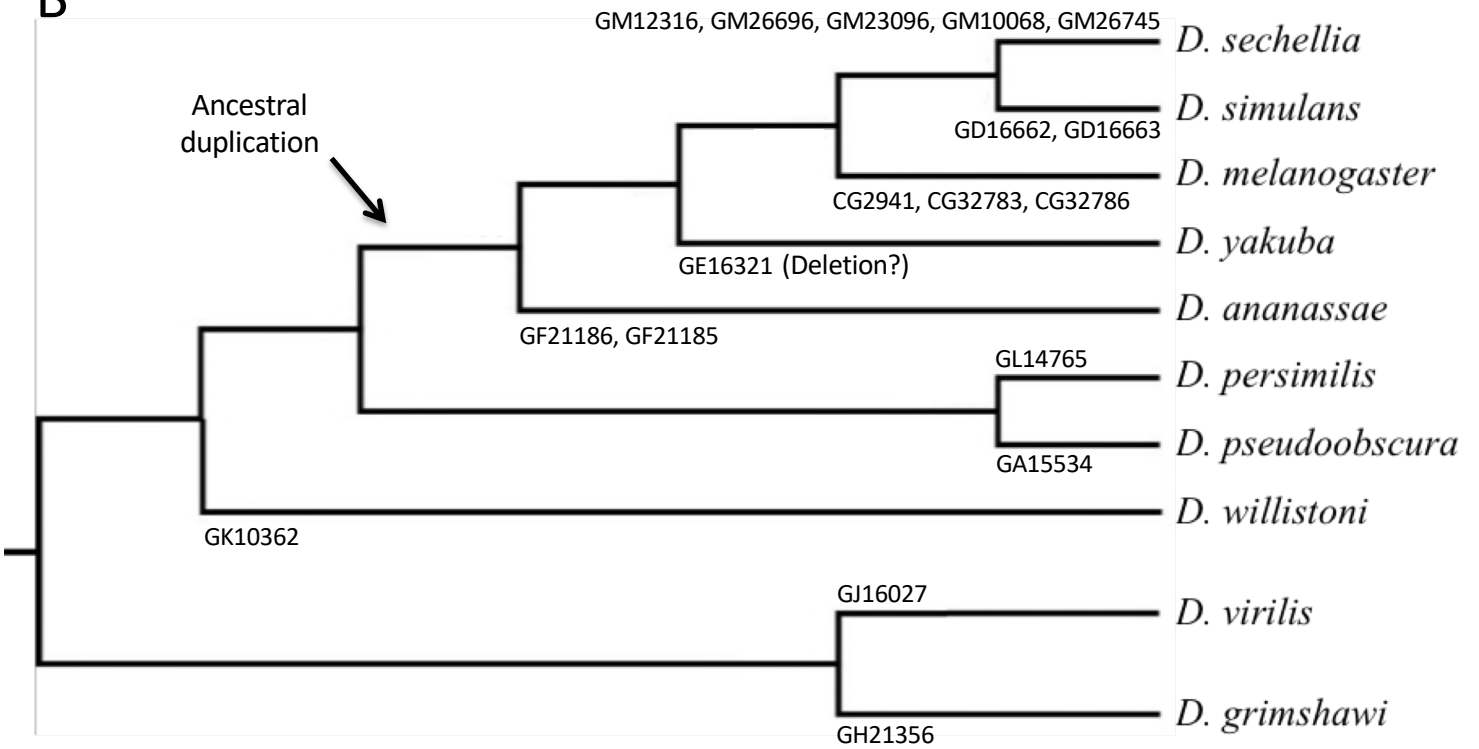 B
GM12316, GM26696, GM23096, GM10068, GM26745
D. sechellia
Ancestral
duplication
D. simulans
GD16662, GD16663
D. melanogaster
CG2941, CG32783, CG32786
D. yakuba
GE16321 (Deletion?)
D. ananassae
GF21186, GF21185
GL14765
D. persimilis
D. pseudoobscura
GA15534
D. willistoni
GK10362
GJ16027
D. virilis
D. grimshawi
GH21356